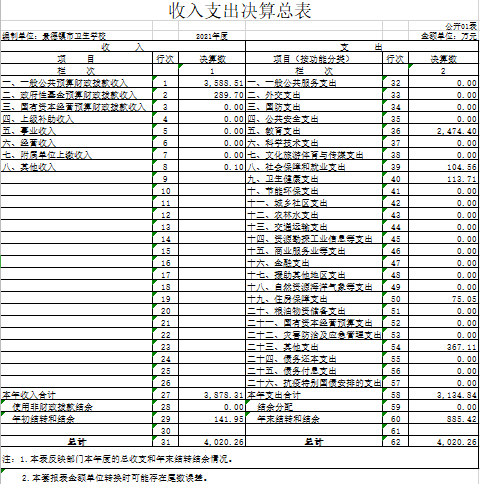 收入支出决算总表
公开01表
编制单位：景德镇市卫生学校 2021年度 金额单位：万元
收 入 支 出
项 目 行次 决算数 项目（按功能分类） 行次 决算数
栏 次 1 栏 次 2
一、一般公共预算财政拨款收入 1 3,588.51 一、一般公共服务支出 32 0.00
二、政府性基金预算财政拨款收入 2 289.70 二、外交支出 33 0.00
三、国有资本经营预算财政拨款收入 3 0.00 三、国防支出 34 0.00
四、上级补助收入 4 0.00 四、公共安全支出 35 0.00
五、事业收入 5 0.00 五、教育支出 36 2,474.40
六、经营收入 6 0.00 六、科学技术支出 37 0.00
七、附属单位上缴收入 7 0.00 七、文化旅游体育与传媒支出 38 0.00
八、其他收入 8 0.10 八、社会保障和就业支出 39 104.56
9 九、卫生健康支出 40 113.71
10 十、节能环保支出 41 0.00
11 十一、城乡社区支出 42 0.00
12 十二、农林水支出 43 0.00
13 十三、交通运输支出 44 0.00
14 十四、资源勘探工业信息等支出 45 0.00
15 十五、商业服务业等支出 46 0.00
16 十六、金融支出 47 0.00
17 十七、援助其他地区支出 48 0.00
18 十八、自然资源海洋气象等支出 49 0.00
19 十九、住房保障支出 50 75.05
20 二十、粮油物资储备支出 51 0.00
21 二十一、国有资本经营预算支出 52 0.00
22 二十二、灾害防治及应急管理支出 53 0.00
23 二十三、其他支出 54 367.11
24 二十四、债务还本支出 55 0.00
25 二十五、债务付息支出 56 0.00
26 二十六、抗疫特别国债安排的支出 57 0.00
本年收入合计 27 3,878.31 本年支出合计 58 3,134.84
使用非财政拨款结余 28 0.00 结余分配 59 0.00
年初结转和结余 29 141.95 年末结转和结余 60 885.42
30 61
总计 31 4,020.26 总计 62 4,020.26
注：1.本表反映部门本年度的总收支和年末结转结余情况。
2.本套报表金额单位转换时可能存在尾数误差。